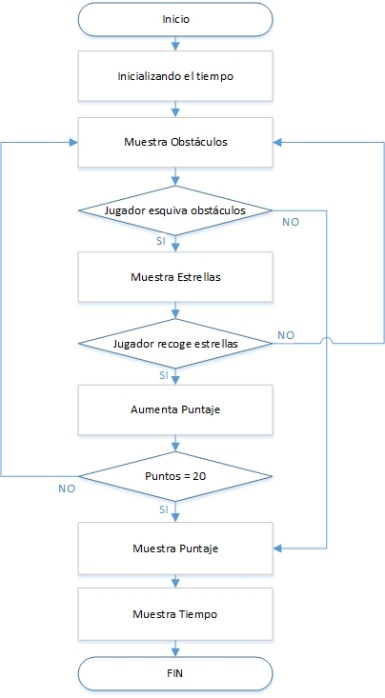 Inicio
Inicializando el tiempo
Muestra Obstáculos
Jugador esquiva obstáculos
NO
SI
Muestra Estrellas
Jugador recoge estrellas
NO
SI
Aumenta Puntaje
Puntos = 20
NO
SI
Muestra Puntaje
Muestra Tiempo
FIN